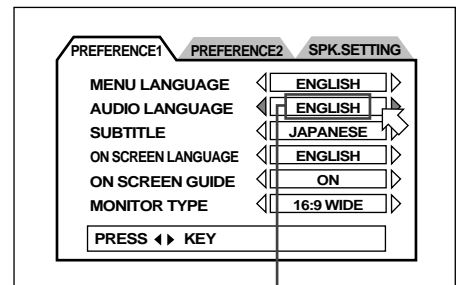 PREFERENCE1 PREFERENCE2 SPK.SETTING
MENU LANGUAGE ENGLISH
AUDIO LANGUAGE ENGLISH
SUBTITLE JAPANESE
ON SCREEN LANGUAGE ENGLISH
ON SCREEN GUIDE ON
MONITOR TYPE 16:9 WIDE
PRESS KEY